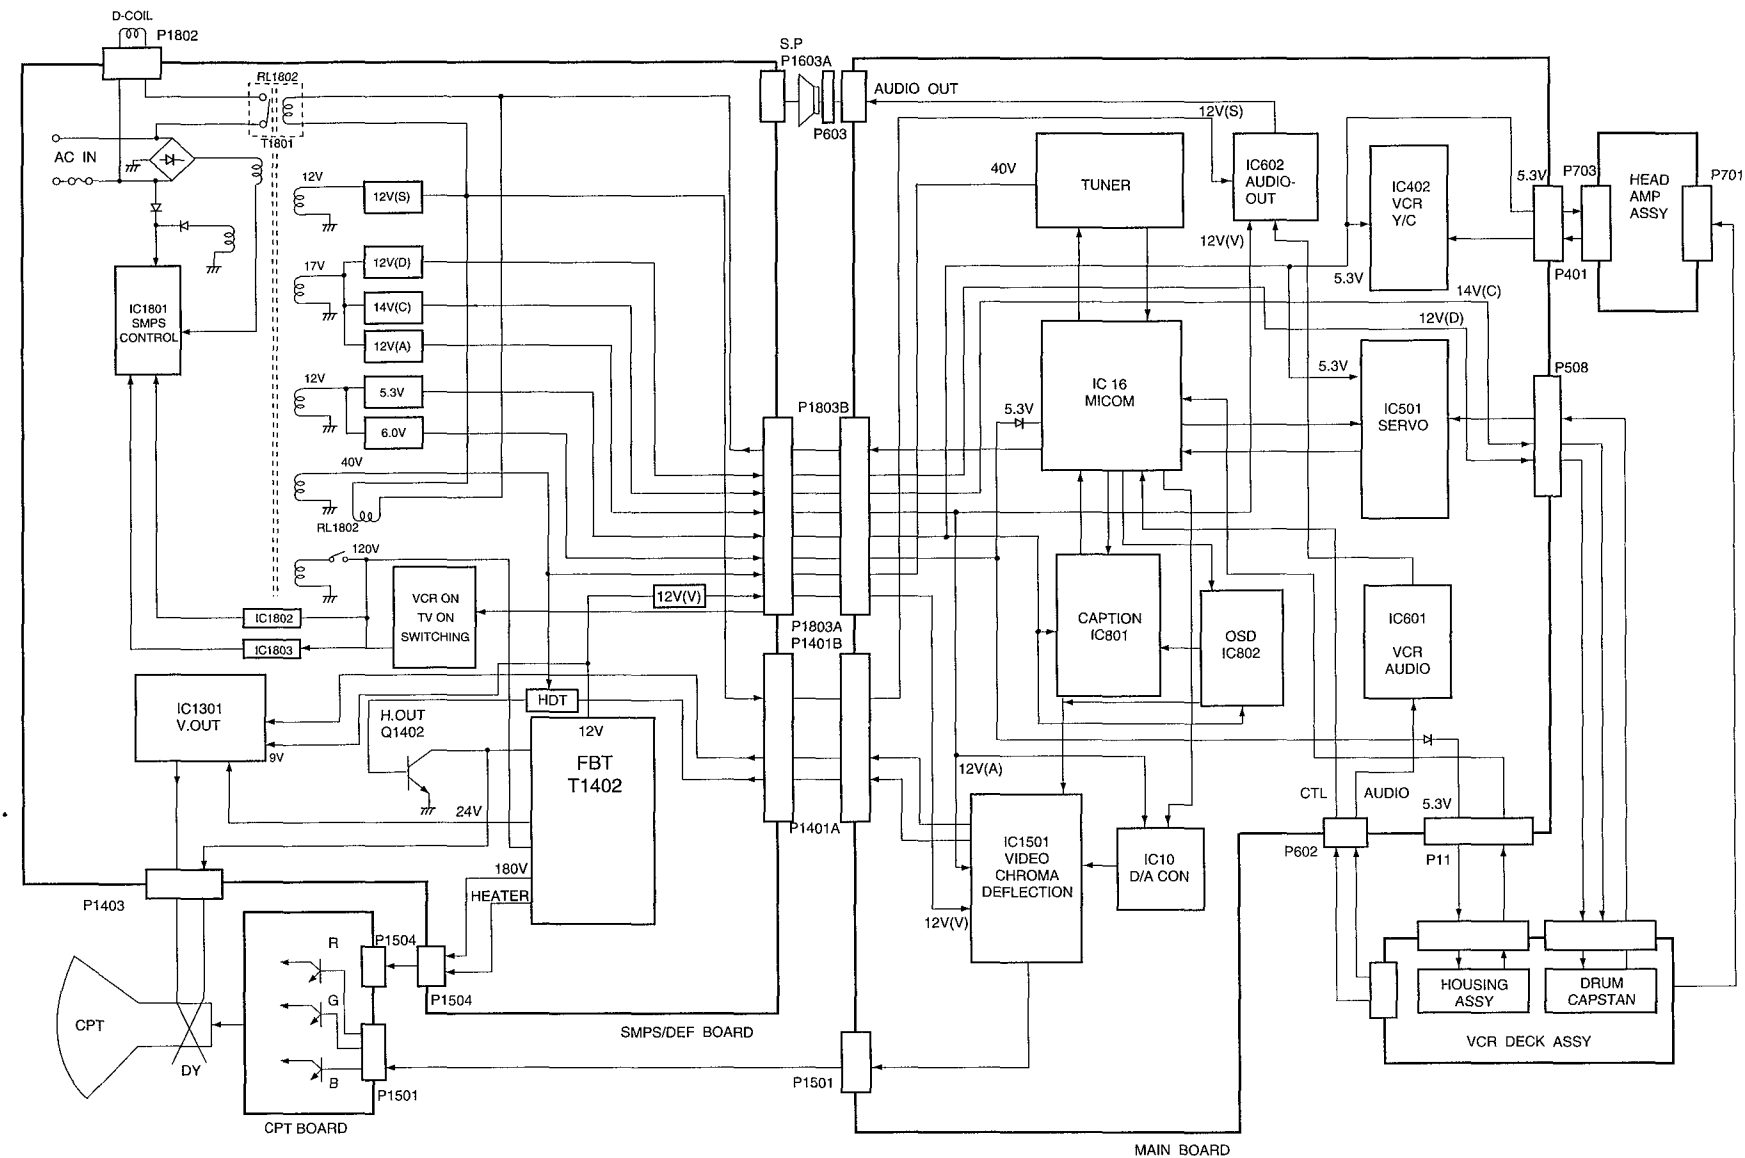 D-COIL
P1802
S.P
P1603A
RL1802
AUDIO OUT
12V(S)
P603
T1801
AC IN
40V
TUNER
IC602
AUDIO-
OUT
IC402
VCR
Y/C
5.3V
P703
HEAD
AMP
ASSY
P701
12V
12V(S)
12V(V)
17V
12V(D)
5.3V
P401
IC1801
SMPS
CONTROL
14V(C)
14V(C)
12V(D)
12V(A)
5.3V
P508
12V
5.3V
IC 16
MICOM
IC501
SERVO
P1803B
5.3V
6.0V
40V
RL1802
120V
VCR ON
TV ON
SWITCHING
12V(V)
IC1802
IC1803
P1803A
P1401B
CAPTION
IC801
OSD
IC802
IC601
VCR
AUDIO
IC1301
V.OUT
9V
H.OUT
Q1402
HDT
12V
FBT
T1402
24V
180V
HEATER
P1401A
12V(A)
CTL
AUDIO
5.3V
P602
P11
IC1501
VIDEO
CHROMA
DEFLECTION
IC10
D/A CON
12V(V)
P1403
R
P1504
G
P1504
CPT
DY
B
P1501
CPT BOARD
SMPS/DEF BOARD
P1501
HOUSING
ASSY
DRUM
CAPSTAN
VCR DECK ASSY
MAIN BOARD